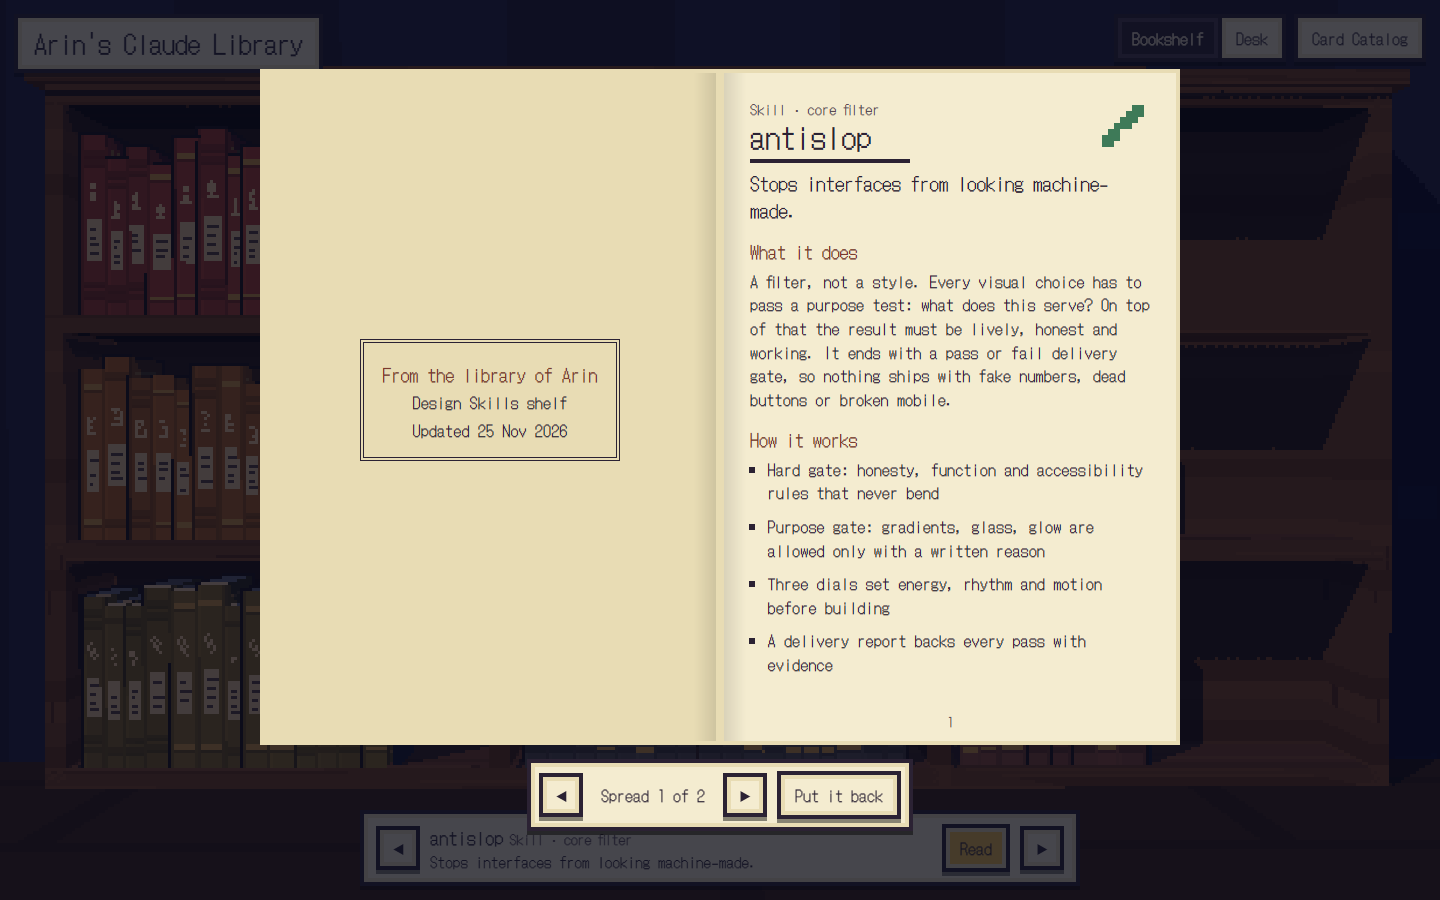 Arin's Claude Library
Bookshelf
Desk
Card Catalog
From the library of Arin
Design Skills shelf
Updated 25 Nov 2026
Skill · core filter
antislop
Stops interfaces from looking machine-
made.
What it does
A filter, not a style. Every visual choice has to
pass a purpose test: what does this serve? On top
of that the result must be lively, honest and
working. It ends with a pass or fail delivery
gate, so nothing ships with fake numbers, dead
buttons or broken mobile.
How it works
Hard gate: honesty, function and accessibility
rules that never bend
Purpose gate: gradients, glass, glow are
allowed only with a written reason
Three dials set energy, rhythm and motion
before building
A delivery report backs every pass with
evidence
1
Spread 1 of 2
Put it back
antislop Skill · core filter
Stops interfaces from looking machine-made.
Read